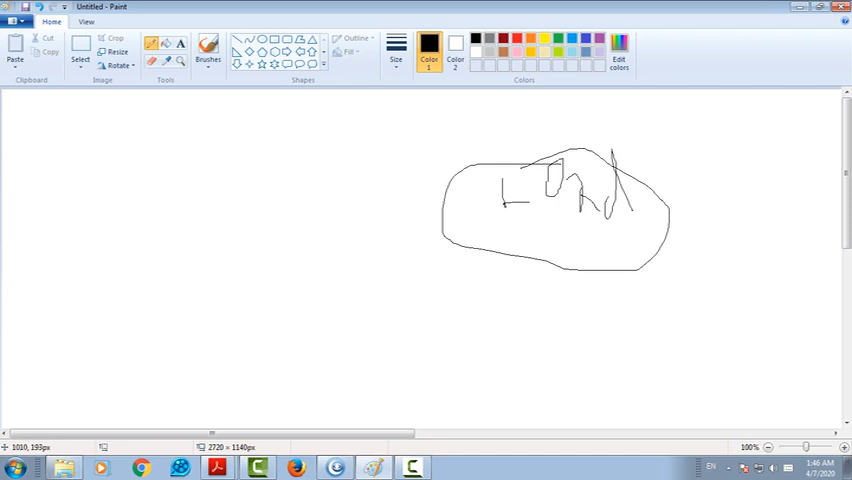 Untitled - Paint
Home
View
Paste
Cut
Copy
Clipboard
Select
Crop
Resize
Rotate
Image
A
Tools
Brushes
Outline
Fill
Shapes
Size
Color 1
Color 2
Edit colors
Colors
1010, 193px
2720 × 1140px
100%
EN
1:46 AM
4/7/2020